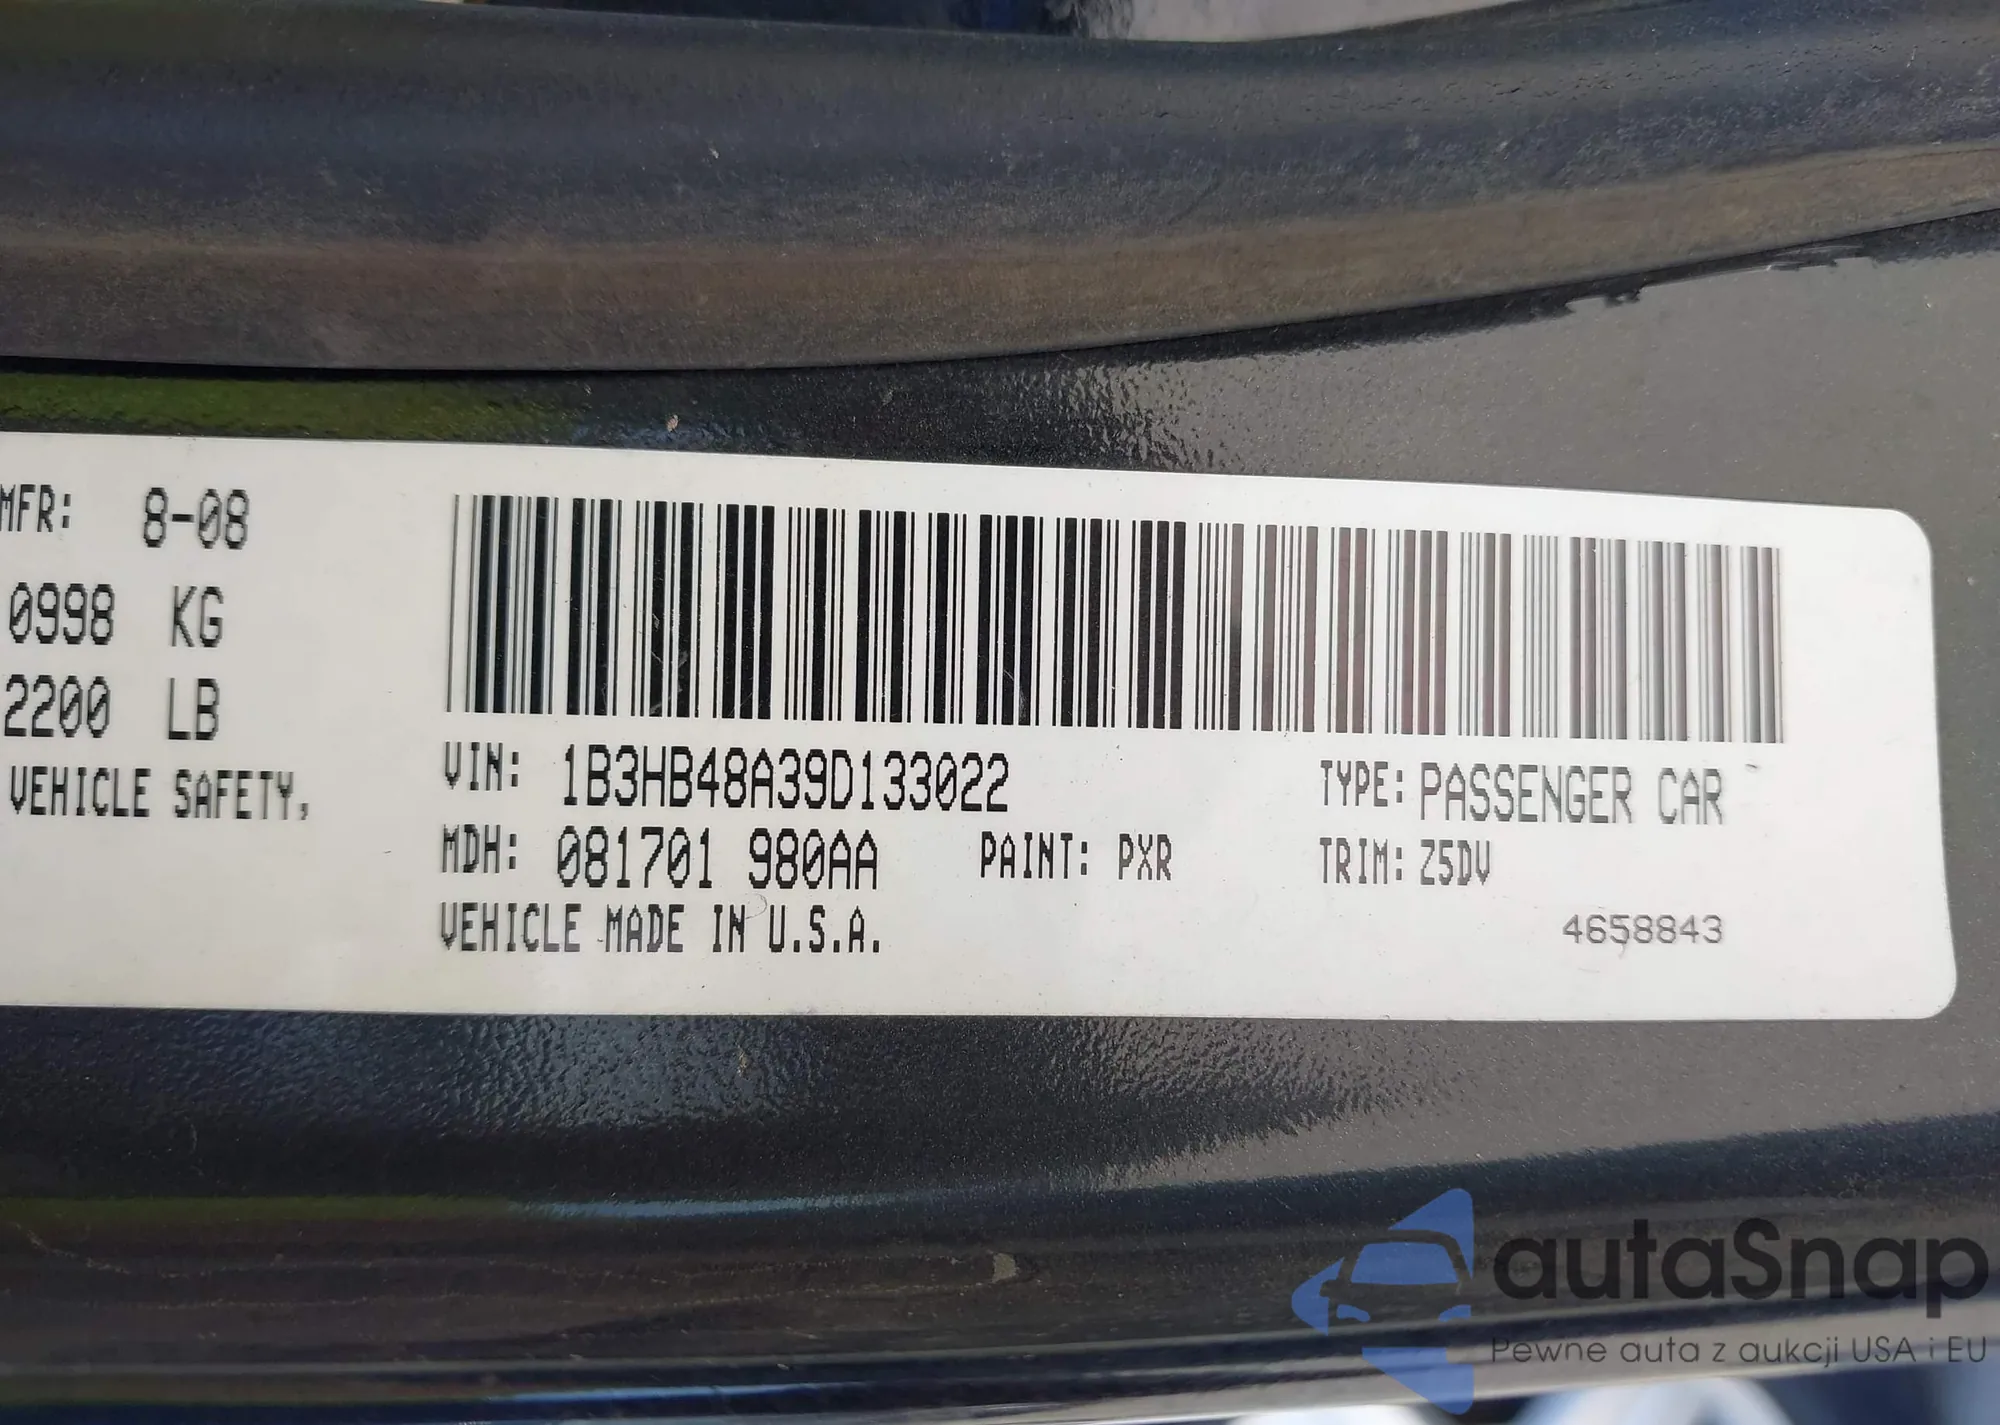 MFR: 8-08
0998 KG
2200 LB
VEHICLE SAFETY,
VIN: 1B3HB48A39D133022 TYPE: PASSENGER CAR
MDH: 081701 980AA PAINT: PXR TRIM: Z5DV
VEHICLE MADE IN U.S.A. 4658843
autaSnap
Pewne auta z aukcji USA i EU